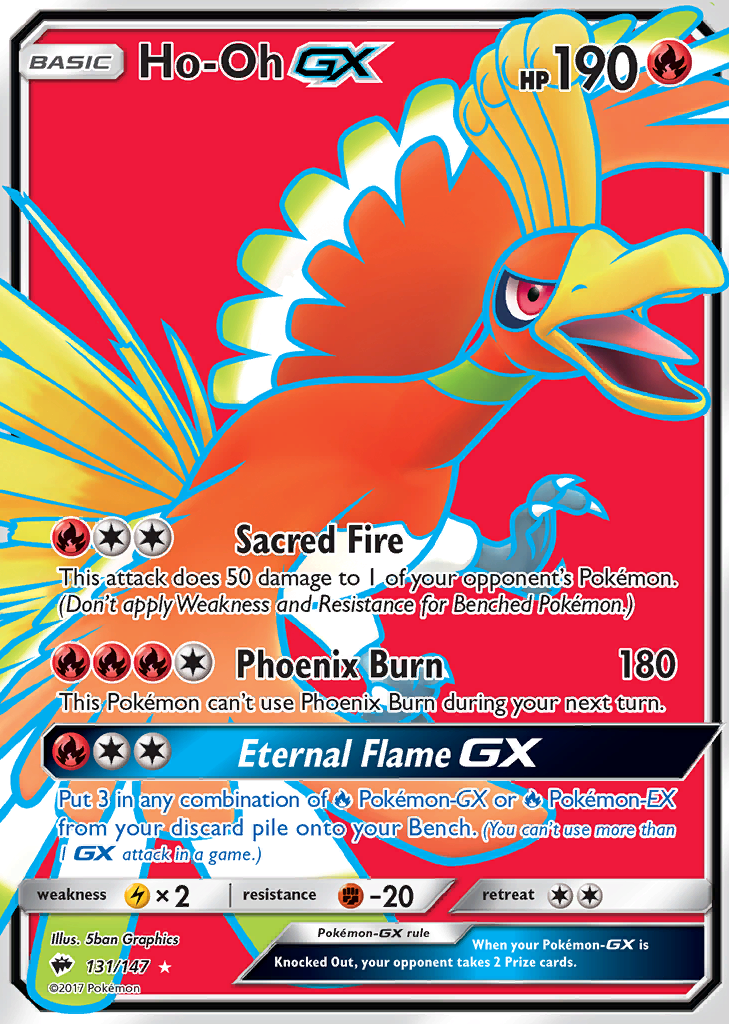 BASIC Ho-Oh GX HP 190
Sacred Fire
This attack does 50 damage to 1 of your opponent's Pokémon.
(Don't apply Weakness and Resistance for Benched Pokémon.)
Phoenix Burn 180
This Pokémon can't use Phoenix Burn during your next turn.
Eternal Flame GX
Put 3 in any combination of Pokémon-GX or Pokémon-EX
from your discard pile onto your Bench. (You can't use more than
1 GX attack in a game.)
weakness ×2 resistance -20 retreat
Illus. 5ban Graphics
131/147
©2017 Pokémon
Pokémon-GX rule
When your Pokémon-GX is
Knocked Out, your opponent takes 2 Prize cards.